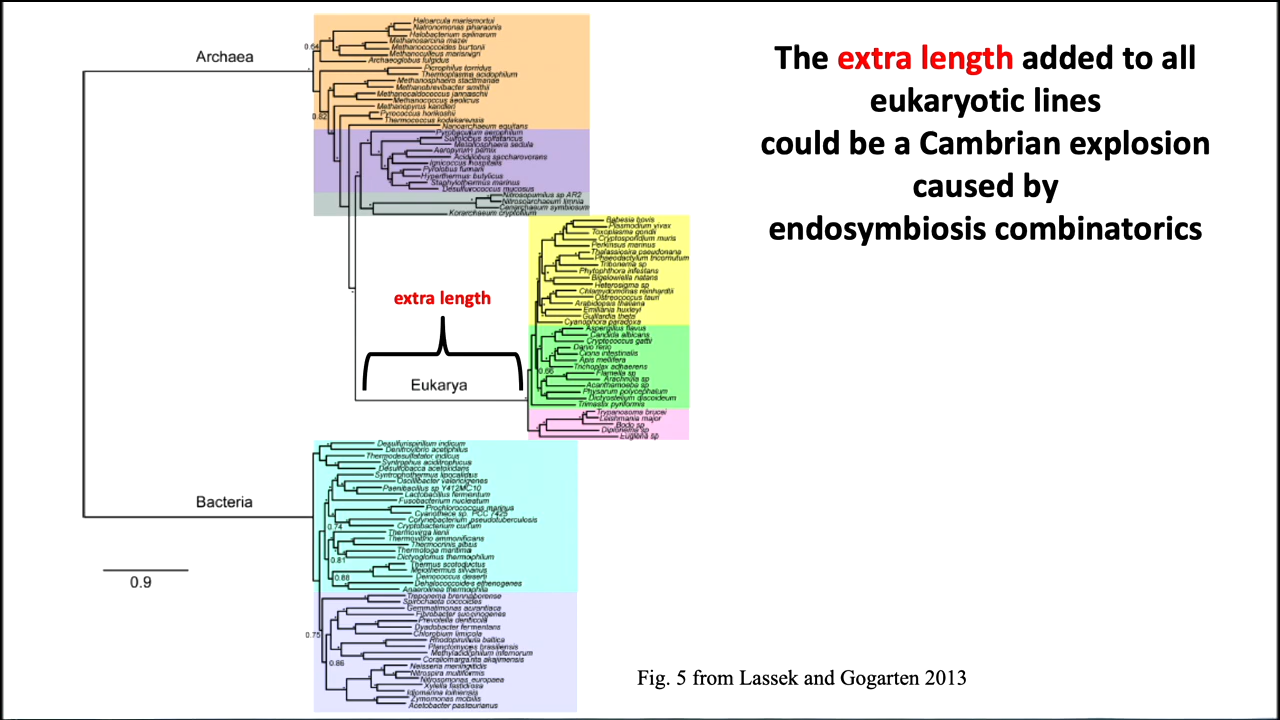 Archaea
0.64
0.82
Haloarcula marismortui
Natronomonas pharaonis
Halobacterium salinarum
Methanosarcina mazei
Methanococcoides burtonii
Methanoculleus marisnigri
Archaeoglobus fulgidus
Picrophilus torridus
Thermoplasma acidophilum
Methanosphaera stadtmanae
Methanobrevibacter smithii
Methanocaldococcus jannaschii
Methanococcus aeolicus
Methanopyrus kandleri
Pyrococcus horikoshii
Thermococcus kodakarensis
Nanoarchaeum equitans
Pyrobaculum aerophilum
Sulfolobus solfataricus
Metallosphaera sedula
Aeropyrum pernix
Acidilobus saccharovorans
Ignicoccus hospitalis
Pyrolobus fumarii
Hyperthermus butylicus
Staphylothermus marinus
Desulfurococcus mucosus
Nitrosopumilus sp AR2
Nitrosoarchaeum limnia
Cenarchaeum symbiosum
Korarchaeum cryptofilum
The extra length added to all
eukaryotic lines
could be a Cambrian explosion
caused by
endosymbiosis combinatorics
extra length
Eukarya
Babesia bovis
Plasmodium vivax
Toxoplasma gondii
Cryptosporidium muris
Perkinsus marinus
Thalassiosira pseudonana
Phaeodactylum tricornutum
Tribonema sp
Phytophthora infestans
Bigelowiella natans
Heterosigma sp
Chlamydomonas reinhardtii
Ostreococcus tauri
Arabidopsis thaliana
Emiliania huxleyi
Guillardia theta
Cyanophora paradoxa
Aspergillus flavus
Candida albicans
Cryptococcus gattii
Danio rerio
Ciona intestinalis
Apis mellifera
Trichoplax adhaerens
0.66
Flamella sp
Arachnula sp
Acanthamoeba sp
Physarum polycephalum
Dictyostelium discoideum
Trimastix pyriformis
Trypanosoma brucei
Leishmania major
Bodo sp
Diplonema sp
Euglena sp
Bacteria
0.9
Desulfurispirillum indicum
Denitrovibrio acetiphilus
Thermodesulfatator indicus
Syntrophus aciditrophicus
Desulfobacca acetoxidans
Syntrophothermus lipocalidus
Oscillibacter valericigenes
Paenibacillus sp Y412MC10
Lactobacillus fermentum
Fusobacterium nucleatum
Prochlorococcus marinus
Cyanothece sp. PCC 7425
Corynebacterium pseudotuberculosis
0.74
Cryptobacterium curtum
Thermovirga lienii
Thermovibrio ammonificans
Thermocrinis albus
Thermotoga maritima
Dictyoglomus thermophilum
0.81
Thermus scotoductus
Meiothermus silvanus
Deinococcus deserti
0.88
Dehalococcoides ethenogenes
Anaerolinea thermophila
Treponema brennaborense
Spirochaeta coccoides
Gemmatimonas aurantiaca
Fibrobacter succinogenes
Prevotella denticola
Dyadobacter fermentans
Chlorobium limicola
0.75
Rhodopirellula baltica
Planctomyces brasiliensis
Methylacidiphilum infernorum
Coraliomargarita akajimensis
0.86
Neisseria meningitidis
Nitrospira multiformis
Nitrosomonas europaea
Xylella fastidiosa
Idiomarina loihiensis
Zymomonas mobilis
Acetobacter pasteurianus
Fig. 5 from Lassek and Gogarten 2013